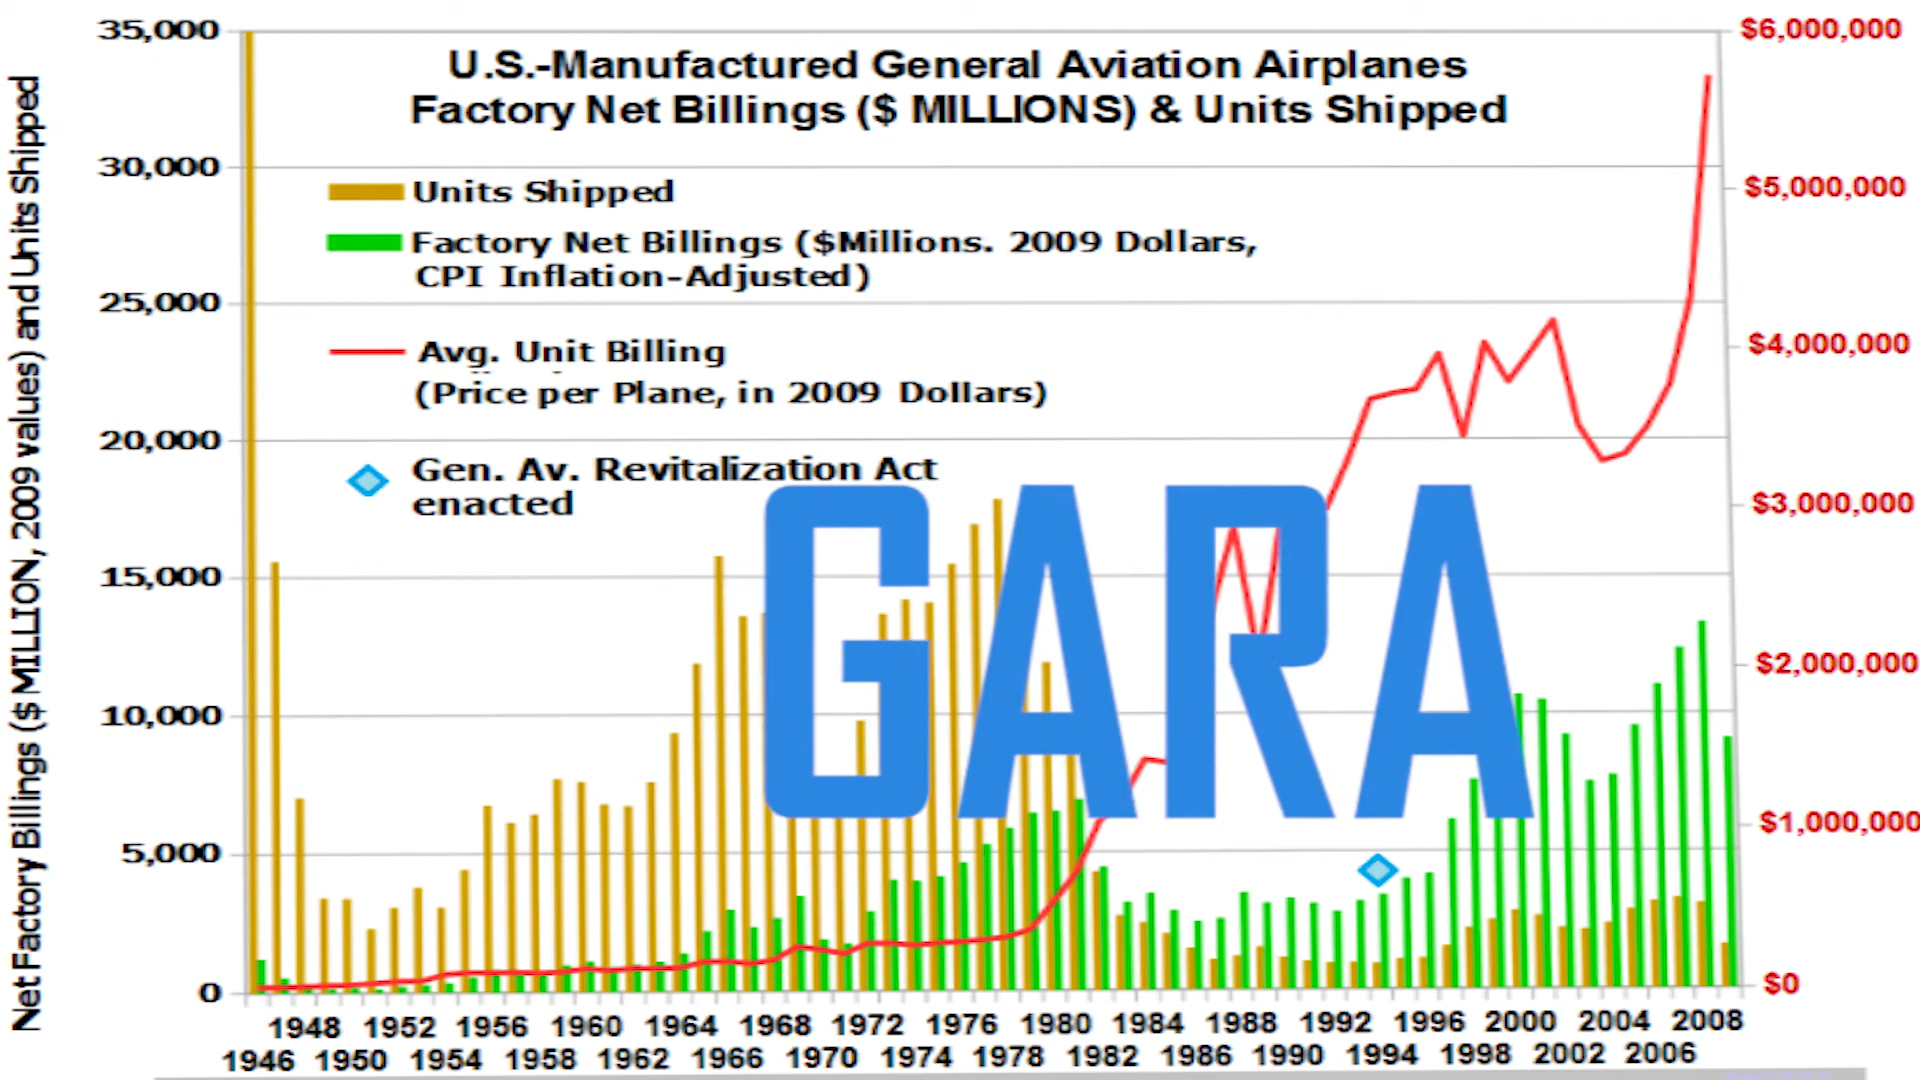 U.S.-Manufactured General Aviation Airplanes
Factory Net Billings ($ MILLIONS) & Units Shipped
Units Shipped
Factory Net Billings ($Millions. 2009 Dollars,
CPI Inflation-Adjusted)
Avg. Unit Billing
(Price per Plane, in 2009 Dollars)
Gen. Av. Revitalization Act
enacted
GARA
Net Factory Billings ($ MILLION, 2009 values) and Units Shipped
35,000
30,000
25,000
20,000
15,000
10,000
5,000
0
$6,000,000
$5,000,000
$4,000,000
$3,000,000
$2,000,000
$1,000,000
$0
1948 1952 1956 1960 1964 1968 1972 1976 1980 1984 1988 1992 1996 2000 2004 2008
1946 1950 1954 1958 1962 1966 1970 1974 1978 1982 1986 1990 1994 1998 2002 2006